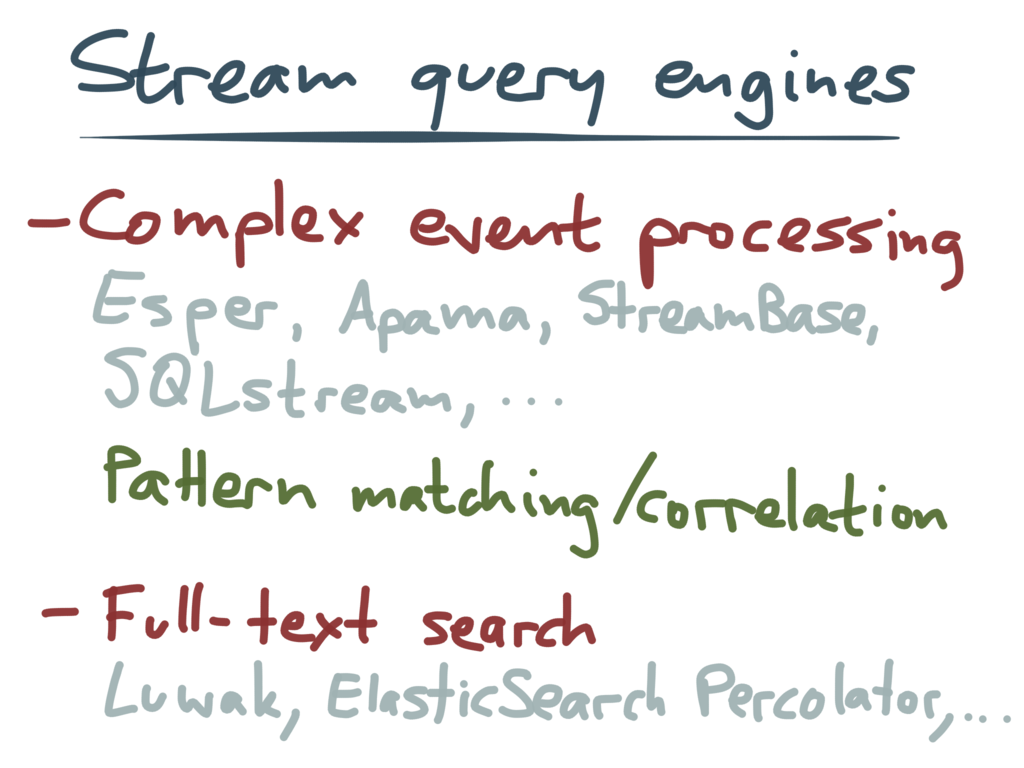 Stream query engines
- Complex event processing
Esper, Apama, StreamBase,
SQLstream, ...
Pattern matching/correlation
- Full-text search
Luwak, ElasticSearch Percolator, ...